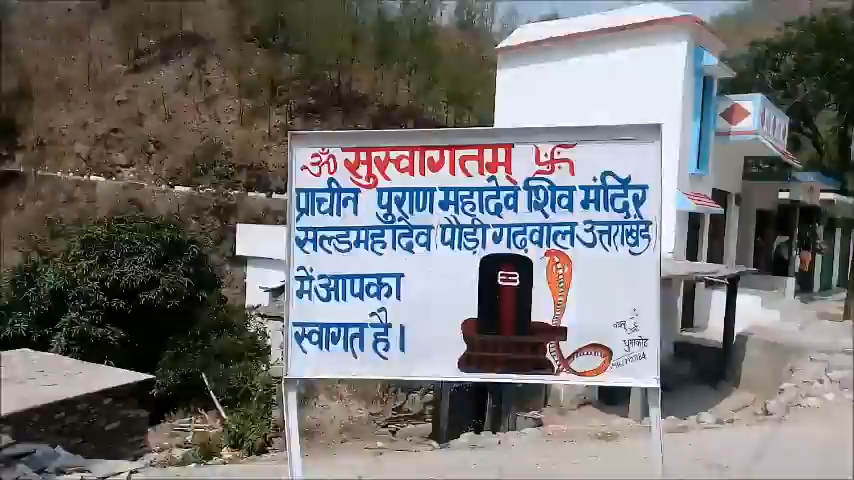 ॐ सुस्वागतम् 卐
प्राचीन पुराण महादेव शिव मंदिर
सल्डमहादेव (पौड़ी गढ़वाल उत्तराखंड)
में आपका
स्वागत है।
धुमाकोट